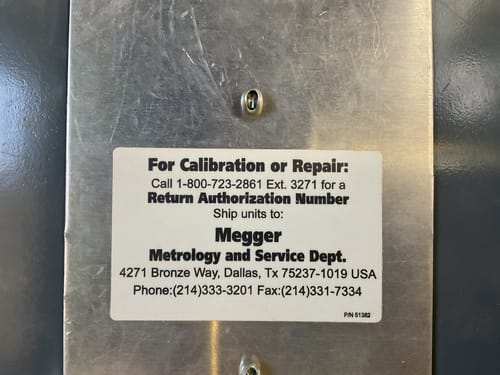 For Calibration or Repair:
Call 1-800-723-2861 Ext. 3271 for a
Return Authorization Number
Ship units to:
Megger
Metrology and Service Dept.
4271 Bronze Way, Dallas, Tx 75237-1019 USA
Phone:(214)333-3201 Fax:(214)331-7334
P/N 51382